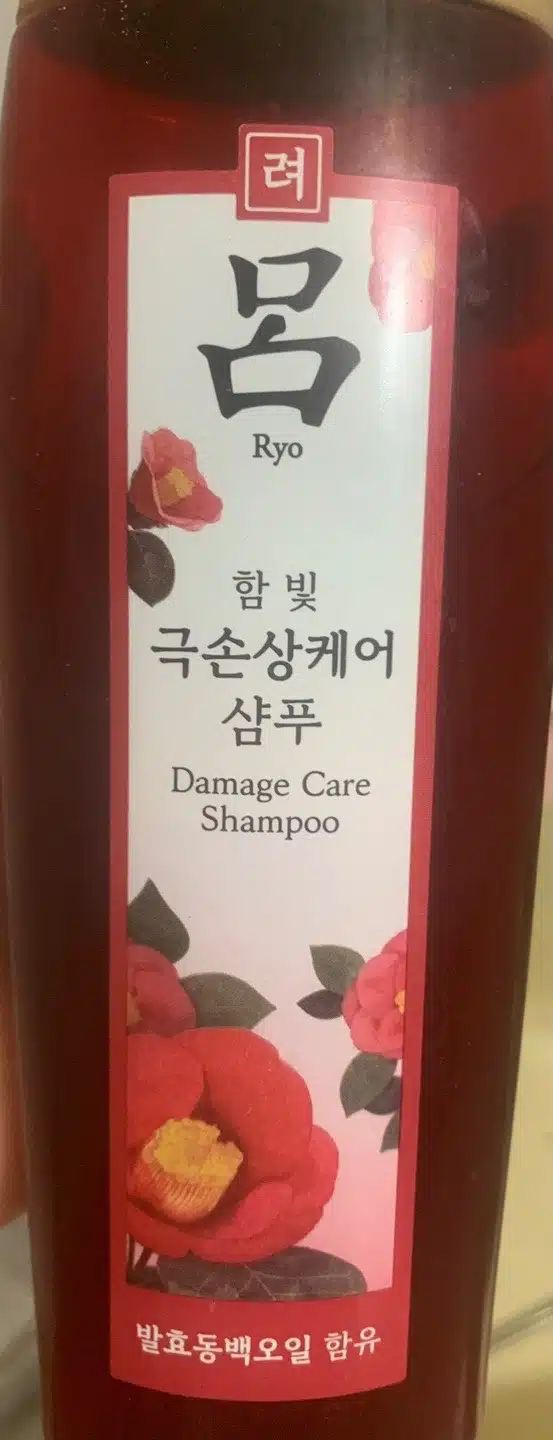 려
呂
Ryo
함 빛
극손상케어
샴푸
Damage Care
Shampoo
발효동백오일 함유